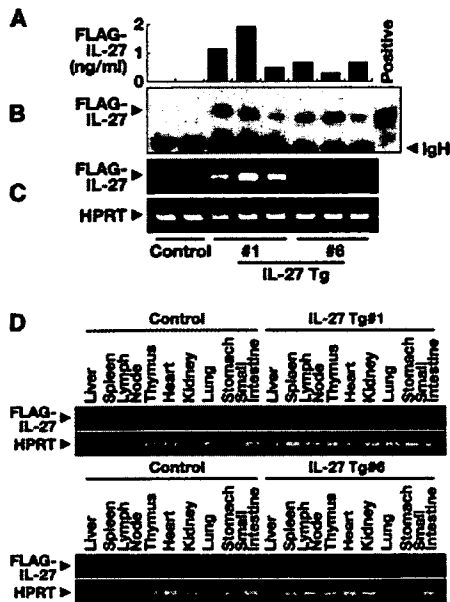 A
FLAG-
IL-27
(ng/ml)
2
1
0
Positive
B
FLAG-
IL-27
IgH
C
FLAG-
IL-27
HPRT
Control
#1
#6
IL-27 Tg
D
Control
IL-27 Tg#1
Liver
Spleen
Lymph
Node
Thymus
Heart
Kidney
Lung
Stomach
Small
Intestine
Liver
Spleen
Lymph
Node
Thymus
Heart
Kidney
Lung
Stomach
Small
Intestine
FLAG-
IL-27
HPRT
Control
IL-27 Tg#6
Liver
Spleen
Lymph
Node
Thymus
Heart
Kidney
Lung
Stomach
Small
Intestine
Liver
Spleen
Lymph
Node
Thymus
Heart
Kidney
Lung
Stomach
Small
Intestine
FLAG-
IL-27
HPRT